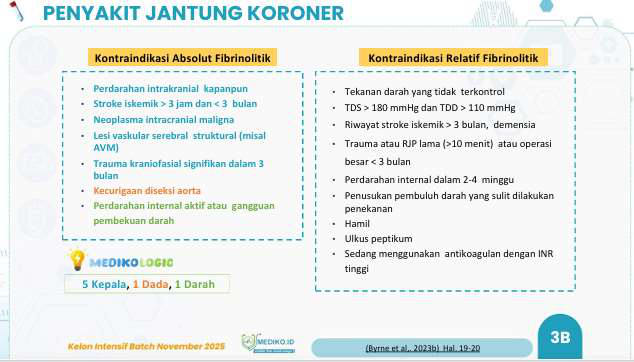 PENYAKIT JANTUNG KORONER
Kontraindikasi Absolut Fibrinolitik
• Perdarahan intrakranial kapanpun
• Stroke iskemik > 3 jam dan < 3 bulan
• Neoplasma intracranial maligna
• Lesi vaskular serebral struktural (misal
AVM)
• Trauma kraniofasial signifikan dalam 3
bulan
• Kecurigaan diseksi aorta
• Perdarahan internal aktif atau gangguan
pembekuan darah
MEDIKOLOGIC
5 Kepala, 1 Dada, 1 Darah
Kontraindikasi Relatif Fibrinolitik
• Tekanan darah yang tidak terkontrol
• TDS > 180 mmHg dan TDD > 110 mmHg
• Riwayat stroke iskemik > 3 bulan, demensia
• Trauma atau RJP lama (>10 menit) atau operasi
besar < 3 bulan
• Perdarahan internal dalam 2-4 minggu
• Penusukan pembuluh darah yang sulit dilakukan
penekanan
• Hamil
• Ulkus peptikum
• Sedang menggunakan antikoagulan dengan INR
tinggi
Kelon Intensif Batch November 2025
MEDIKO.ID
(Byrne et al., 2023b) Hal. 19-20
3B